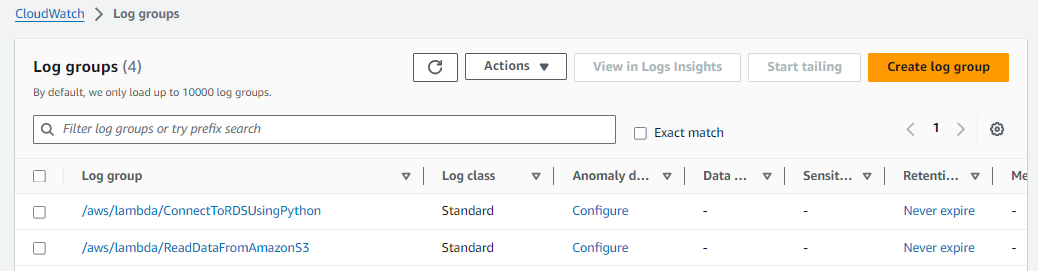 CloudWatch > Log groups
Log groups (4)
Actions ▼
View in Logs Insights
Start tailing
Create log group
By default, we only load up to 10000 log groups.
Filter log groups or try prefix search
Exact match
1
Log group Log class Anomaly d... Data ... Sensit... Retenti... Me
/aws/lambda/ConnectToRDSUsingPython Standard Configure - - Never expire -
/aws/lambda/ReadDataFromAmazonS3 Standard Configure - - Never expire -